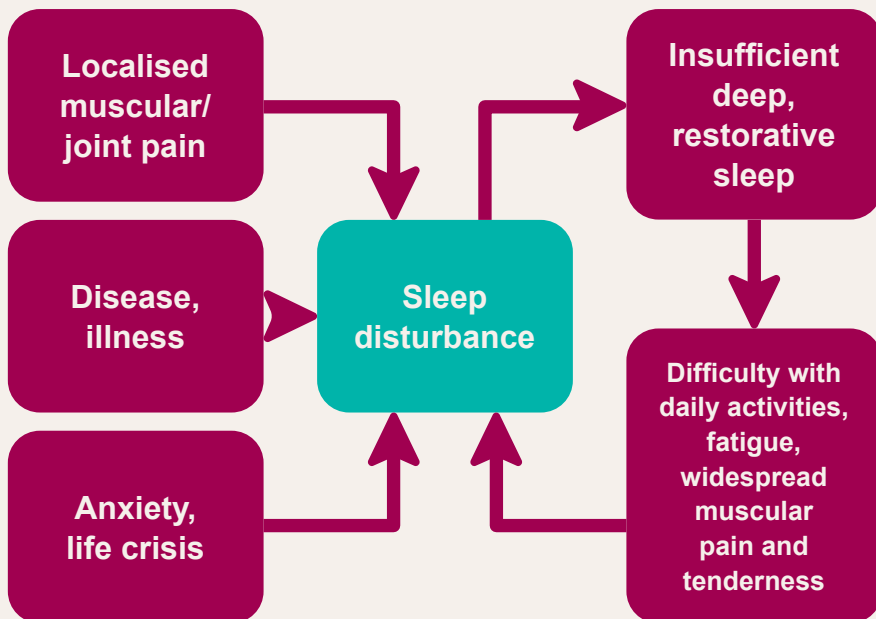 Localised
muscular/
joint pain
Disease,
illness
Anxiety,
life crisis
Sleep
disturbance
Insufficient
deep,
restorative
sleep
Difficulty with
daily activities,
fatigue,
widespread
muscular
pain and
tenderness